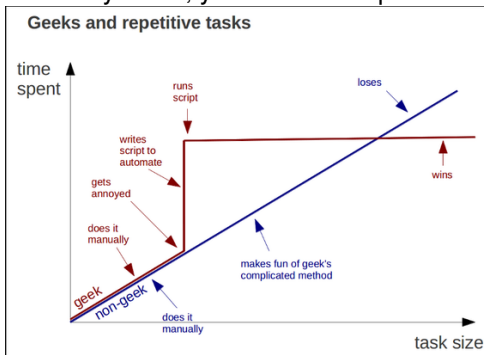 Geeks and repetitive tasks
time
spent
runs
script
loses
writes
script to
automate
gets
annoyed
wins
does it
manually
makes fun of geek's
complicated method
geek
non-geek
does it
manually
task size